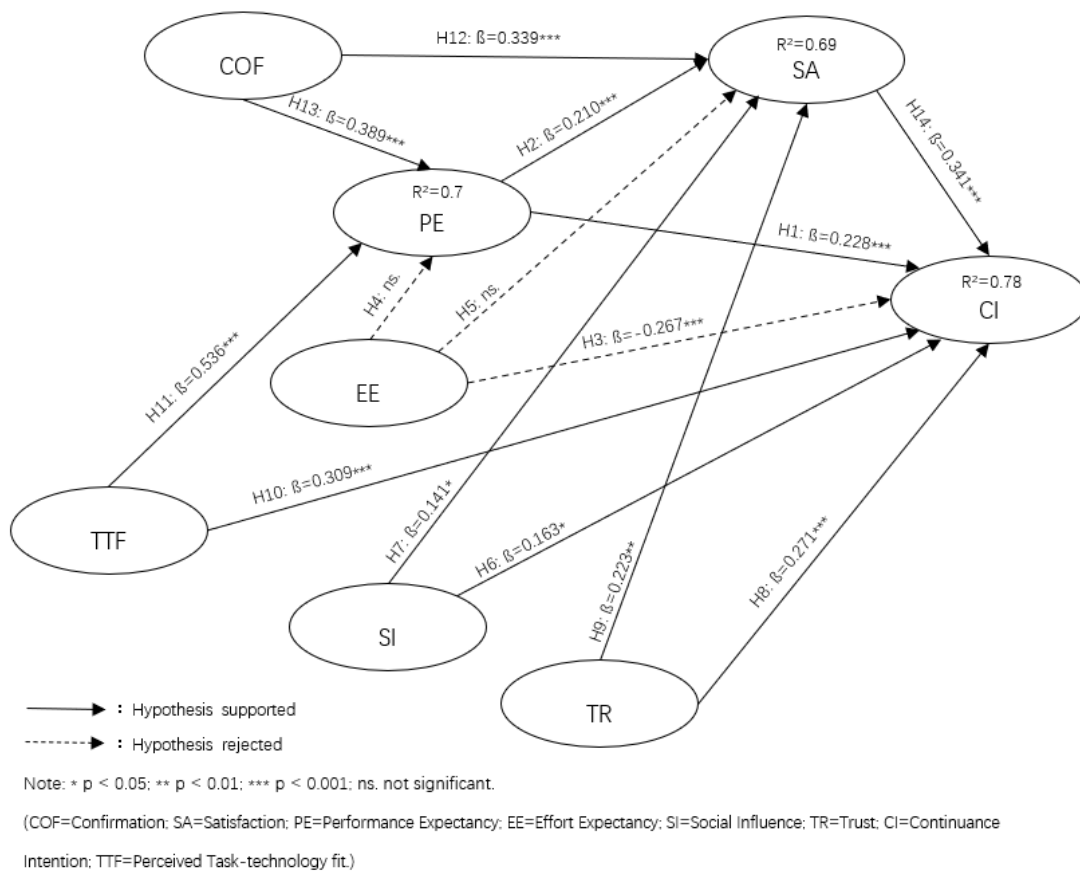 H12: ß=0.339***
R²=0.69
SA
COF
H13: ß=0.389***
H2: ß=0.210***
H14: ß=0.341***
R²=0.7
PE
H1: ß=0.228***
H4: ns.
H5: ns.
R²=0.78
CI
H3: ß=-0.267***
H11: ß=0.536***
EE
H10: ß=0.309***
TTF
H7: ß=0.141*
H6: ß=0.163*
H9: ß=0.223**
H8: ß=0.271***
SI
TR
: Hypothesis supported
: Hypothesis rejected
Note: * p < 0.05; ** p < 0.01; *** p < 0.001; ns. not significant.
(COF=Confirmation; SA=Satisfaction; PE=Performance Expectancy; EE=Effort Expectancy; SI=Social Influence; TR=Trust; CI=Continuance
Intention; TTF=Perceived Task-technology fit.)